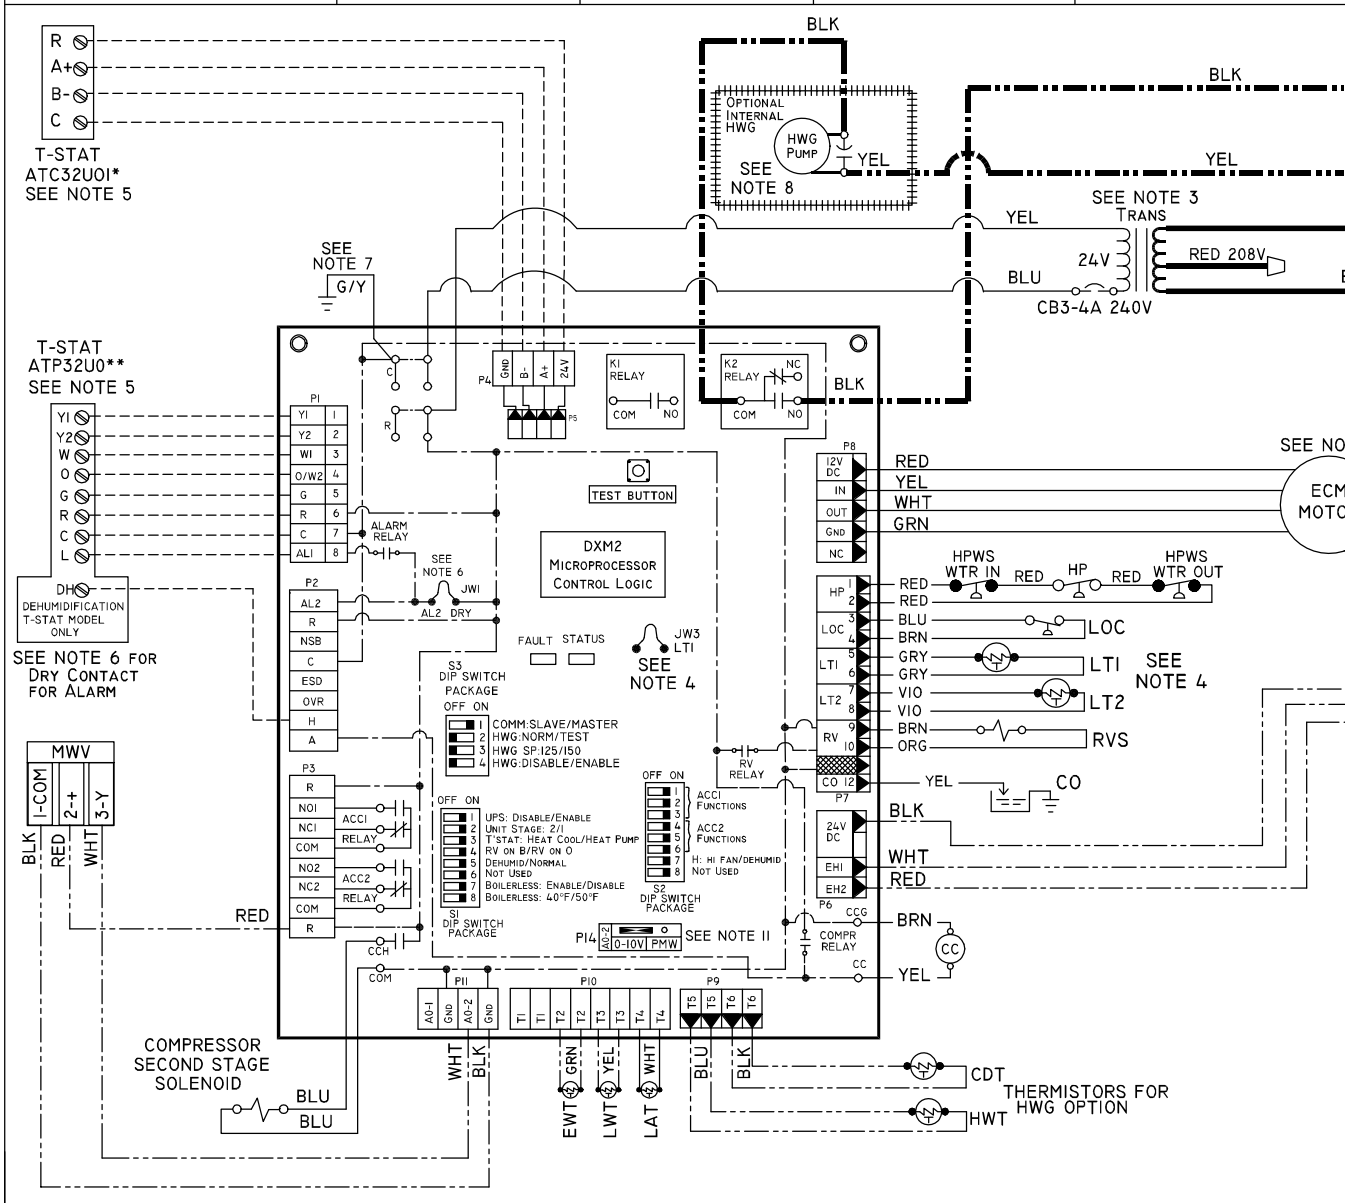 R
A+
B-
C
T-STAT
ATC32U01*
SEE NOTE 5
BLK
OPTIONAL
INTERNAL
HWG
HWG
PUMP
SEE
NOTE 8
YEL
BLK
YEL
SEE NOTE 3
TRANS
YEL
24V
RED 208V
BLU
CB3-4A 240V
SEE
NOTE 7
G/Y
T-STAT
ATP32U0**
SEE NOTE 5
Y1
Y2
W
O
G
R
C
L
DH
DEHUMIDIFICATION
T-STAT MODEL
ONLY
SEE NOTE 6 FOR
DRY CONTACT
FOR ALARM
P1
Y1 1
Y2 2
W1 3
O/W2 4
G 5
R 6
C 7
AL1 8
ALARM
RELAY
C
R
P4
GND
B-
A+
24V
P5
K1
RELAY
COM NO
K2
RELAY
NC
COM NO
BLK
TEST BUTTON
DXM2
MICROPROCESSOR
CONTROL LOGIC
SEE
NOTE 6
JW1
AL2 DRY
FAULT STATUS
JW3
LT1
SEE
NOTE 4
P2
AL2
R
NSB
C
ESD
OVR
H
A
S3
DIP SWITCH
PACKAGE
OFF ON
1 COMM:SLAVE/MASTER
2 HWG:NORM/TEST
3 HWG SP:125/150
4 HWG:DISABLE/ENABLE
OFF ON
1 UPS: DISABLE/ENABLE
2 UNIT STAGE: 2/1
3 T'STAT: HEAT COOL/HEAT PUMP
4 RV ON B/RV ON O
5 DEHUMID/NORMAL
6 NOT USED
7 BOILERLESS: ENABLE/DISABLE
8 BOILERLESS: 40°F/50°F
S1
DIP SWITCH
PACKAGE
OFF ON
1
2
3
ACC1
FUNCTIONS
4
5
6
ACC2
FUNCTIONS
7 H: HI FAN/DEHUMID
8 NOT USED
S2
DIP SWITCH
PACKAGE
P14
AO-2
0-10V PMW
SEE NOTE 11
P3
R
NO1
NC1
COM
NO2
NC2
COM
R
ACC1
RELAY
ACC2
RELAY
CCH
COM
MWV
1-COM
2-+
3-Y
BLK
RED
WHT
RED
P8
12V
DC
IN
OUT
GND
NC
RED
YEL
WHT
GRN
SEE NO
ECM
MOTO
HP
1
2
LOC
3
4
LT1
5
6
LT2
7
8
RV
9
10
CO 12
P7
RED
RED
BLU
BRN
GRY
GRY
VIO
VIO
BRN
ORG
YEL
HPWS
WTR IN
RED
HP
RED
HPWS
WTR OUT
LOC
LT1
LT2
SEE
NOTE 4
RVS
CO
RV
RELAY
24V
DC
EH1
EH2
P6
BLK
WHT
RED
CCG
COMPR
RELAY
CC
BRN
CC
YEL
P11
AO-1
GND
AO-2
GND
P10
T1
T1
T2
T2
T3
T3
T4
T4
P9
T5
T5
T6
T6
WHT
BLK
GRN
YEL
WHT
BLU
BLK
EWT
LWT
LAT
COMPRESSOR
SECOND STAGE
SOLENOID
BLU
BLU
CDT
HWT
THERMISTORS FOR
HWG OPTION